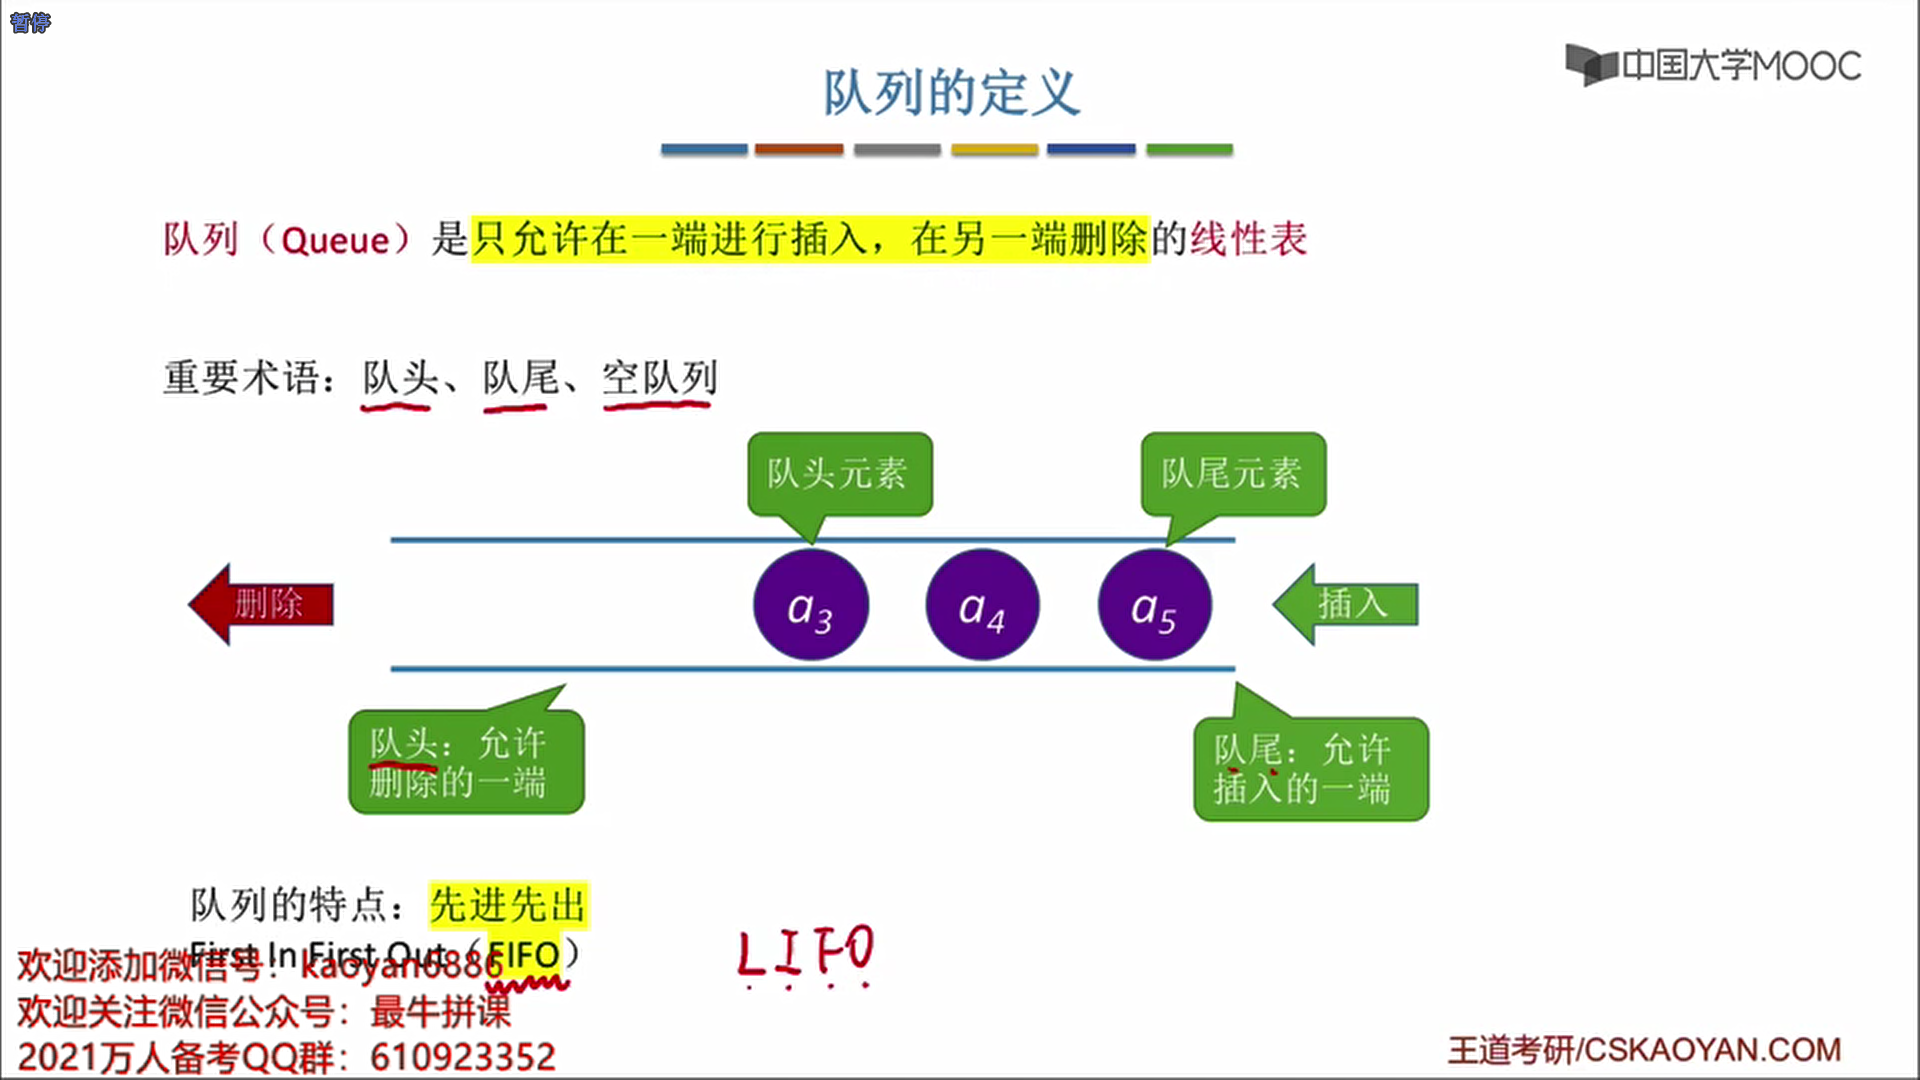 暂停
中国大学MOOC
队列的定义
队列（Queue）是只允许在一端进行插入，在另一端删除的线性表
重要术语：队头、队尾、空队列
队头元素
队尾元素
删除
a3
a4
a5
插入
队头：允许
删除的一端
队尾：允许
插入的一端
队列的特点：先进先出
First In First Out（FIFO）
LIFO
欢迎添加微信号：kaoyan6886
欢迎关注微信公众号：最牛拼课
2021万人备考QQ群：610923352
王道考研/CSKAOYAN.COM